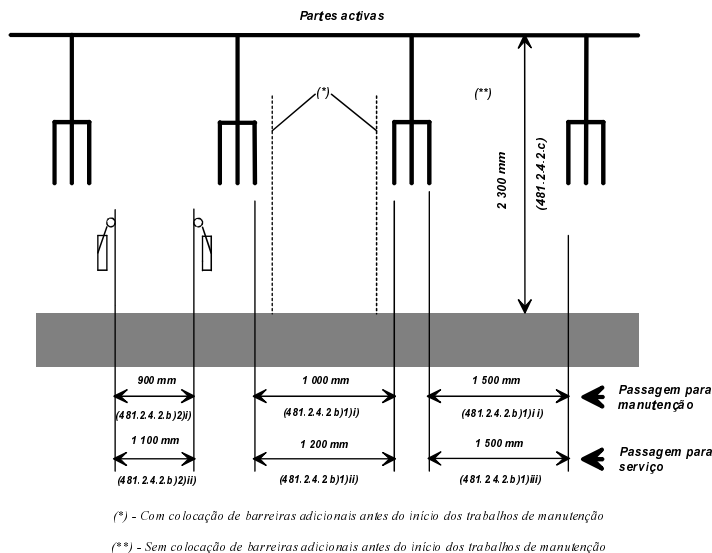 Partes activas
(*)
(**)
2 300 mm
(481.2.4.2.c)
900 mm
1 000 mm
1 500 mm
Passagem para
manutenção
(481.2.4.2.b)2)i)
(481.2.4.2 b)1)i)
(481.2.4.2 b)1)i i)
1 100 mm
1 200 mm
1 500 mm
Passagem para
serviço
(481.2.4.2.b)2)ii)
(481.2.4.2 b)1)ii)
(481.2.4.2 b)1)iii)
(*) - Com colocação de barreiras adicionais antes do início dos trabalhos de manutenção
(**) - Sem colocação de barreiras adicionais antes do início dos trabalhos de manutenção